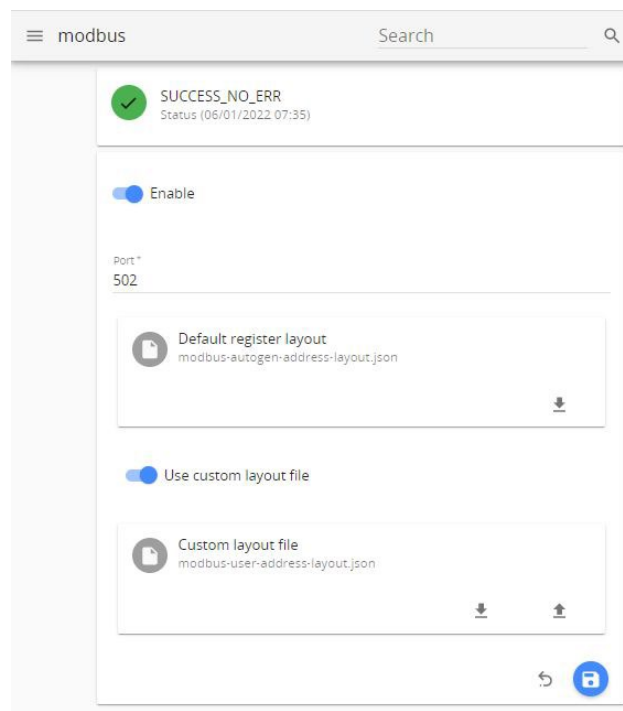 modbus
Search
SUCCESS_NO_ERR
Status (06/01/2022 07:35)
Enable
Port *
502
Default register layout
modbus-autogen-address-layout.json
Use custom layout file
Custom layout file
modbus-user-address-layout.json